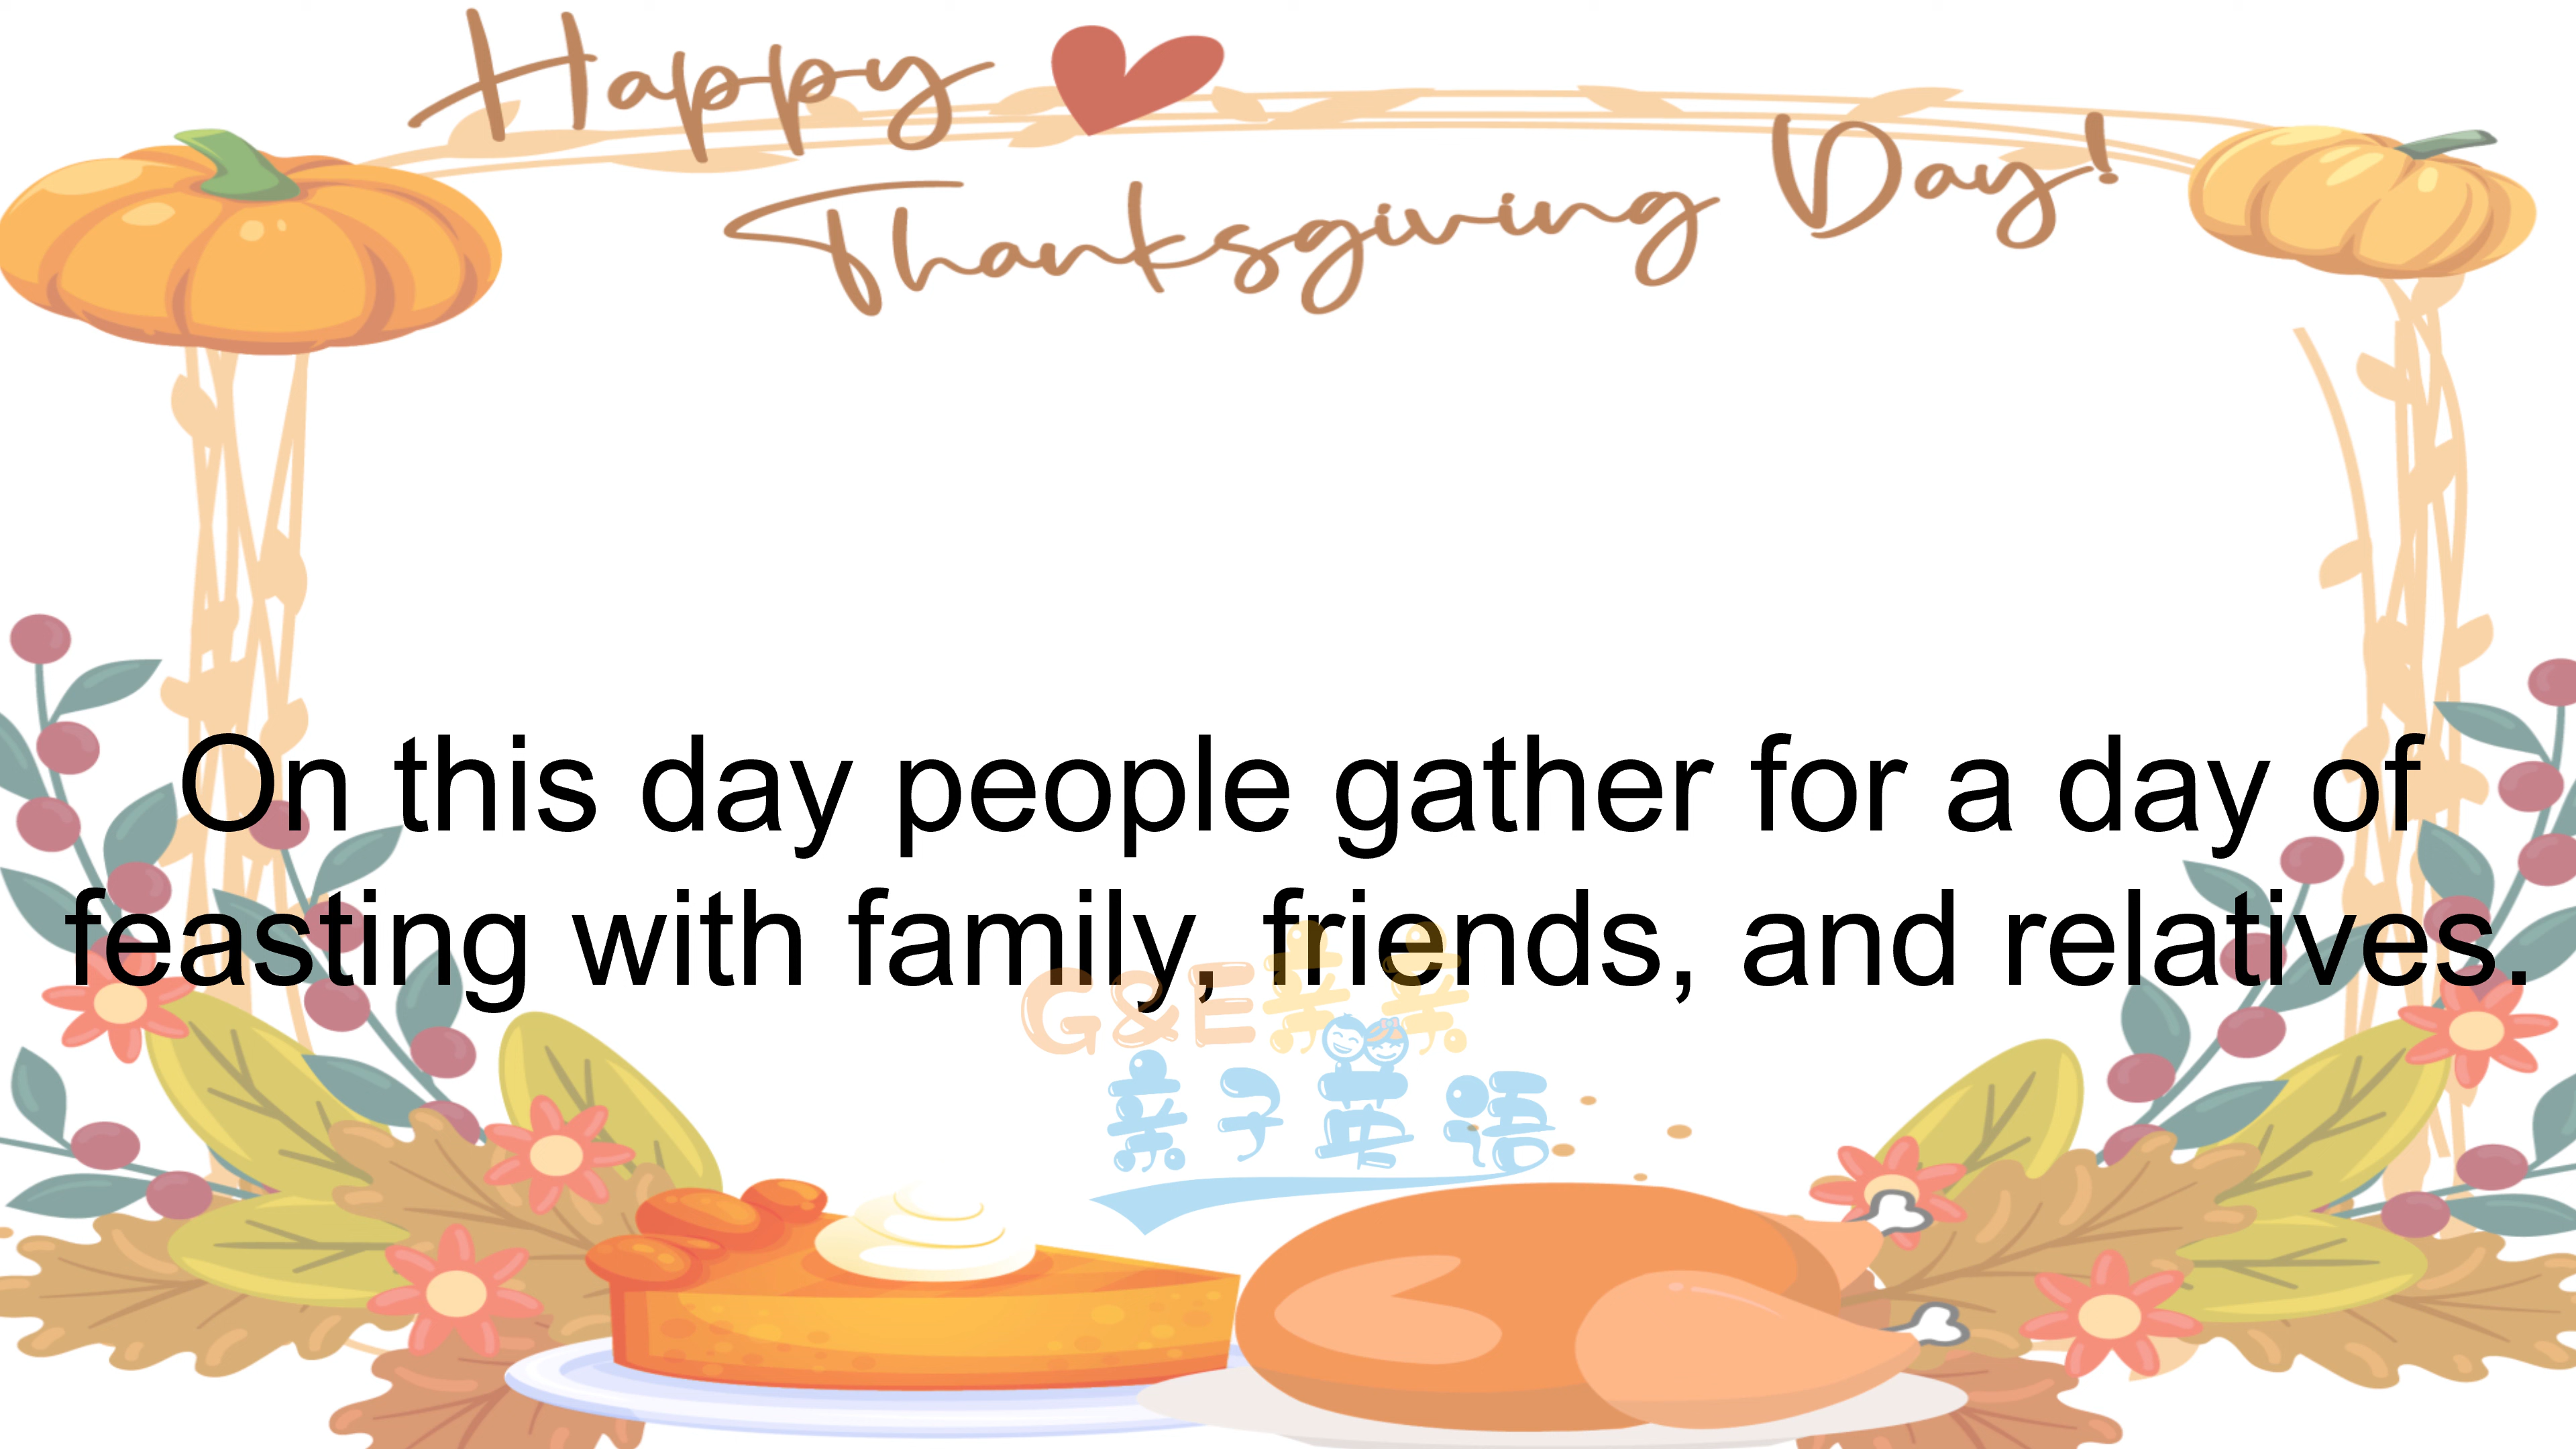 Happy
Thanksgiving Day!
On this day people gather for a day of
feasting with family, friends, and relatives.
G&E亲亲
亲子英语